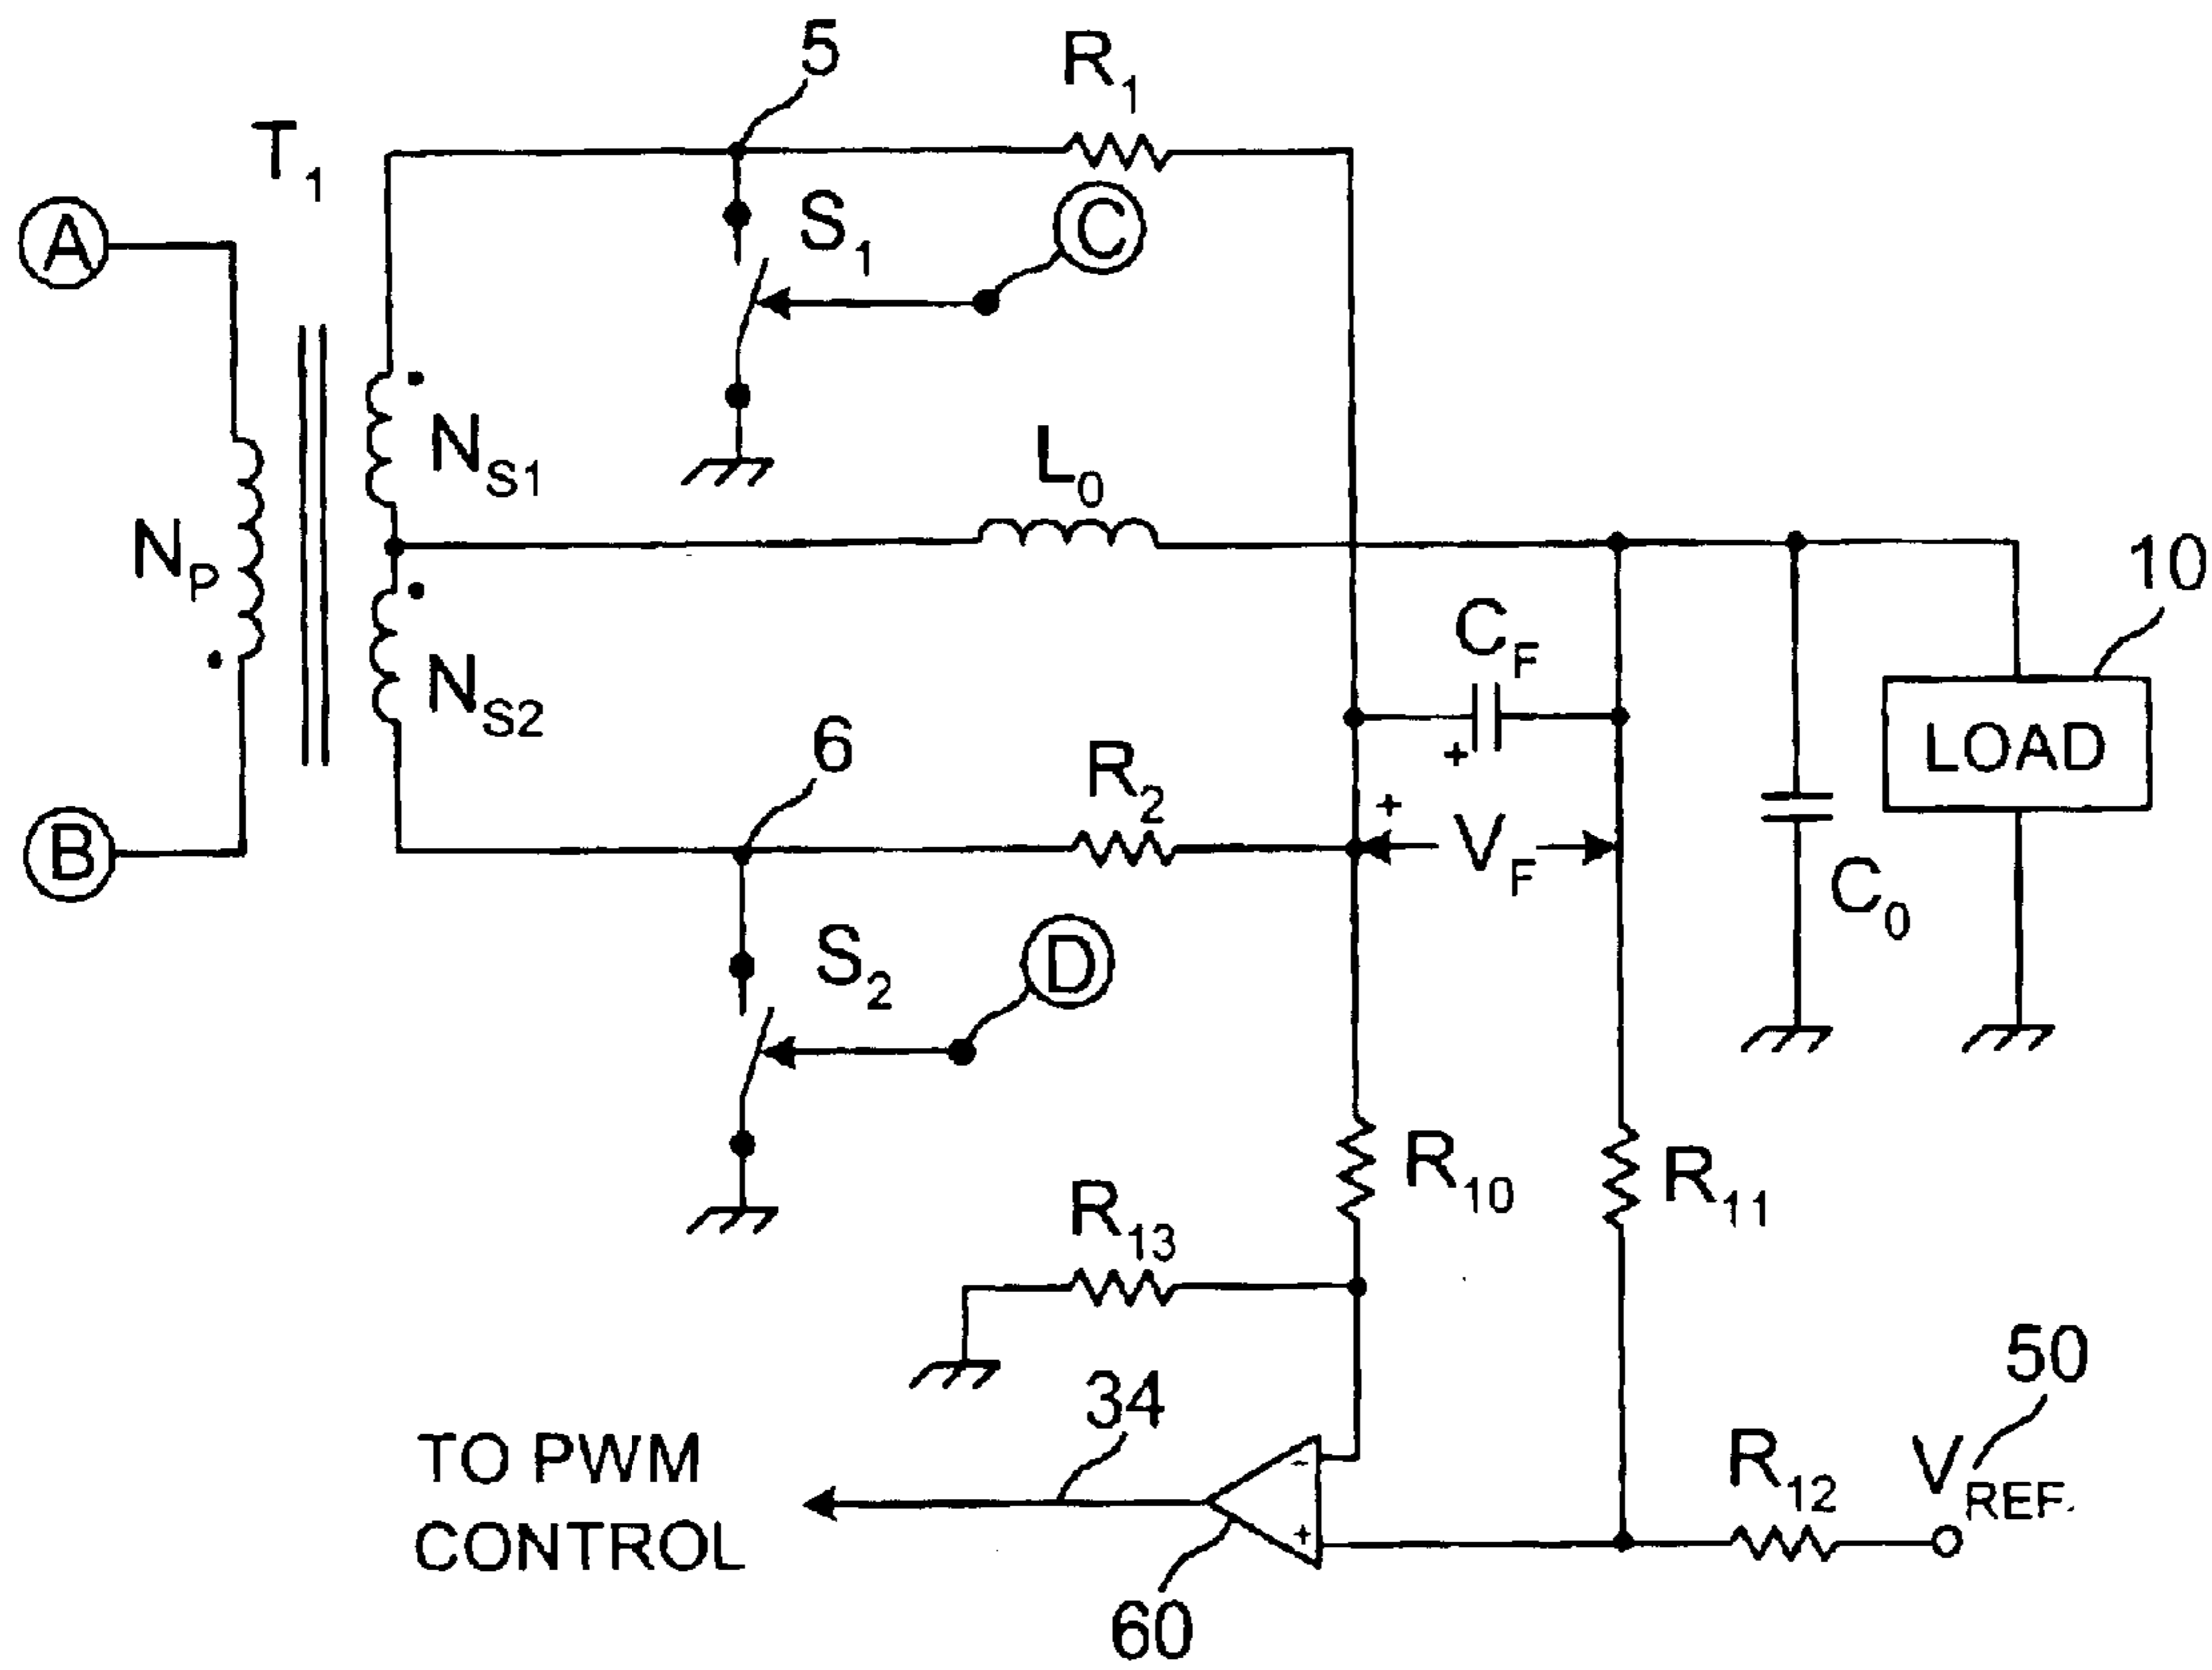 5
R1
T1
A
S1
C
NS1
L0
NP
10
CF
+
NS2
LOAD
6
R2
+
VF
B
C0
S2
D
R10
R11
R13
50
34
TO PWM
CONTROL
-
+
R12
VREF.
60